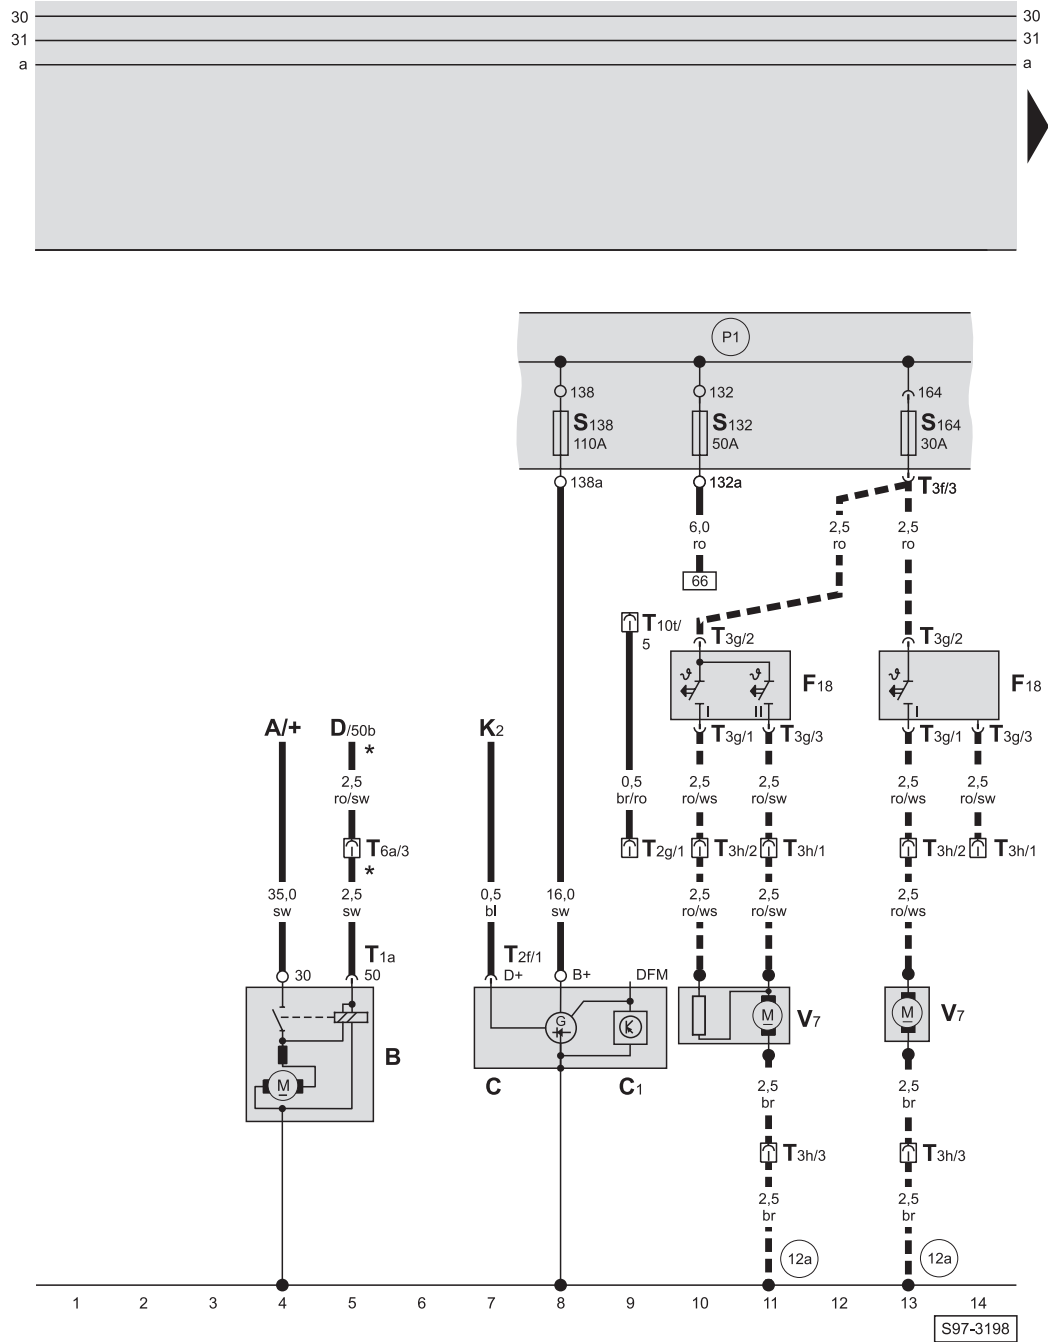 30 30
31 31
a a
P1
138 132 164
S138 S132 S164
110A 50A 30A
138a 132a T3f/3
6,0 2,5 2,5
ro ro ro
66
T10t/ T3g/2 T3g/2
5
ϑ ϑ F18 ϑ F18
I II I
A/+ D/50b K2 T3g/1 T3g/3 T3g/1 T3g/3
*
2,5 0,5 2,5 2,5 2,5 2,5
ro/sw br/ro ro/ws ro/sw ro/ws ro/sw
T6a/3 T2g/1 T3h/2 T3h/1 T3h/2 T3h/1
*
35,0 2,5 0,5 16,0 2,5 2,5 2,5
sw sw bl sw ro/ws ro/sw ro/ws
T1a T2f/1
30 50 D+ B+ DFM
G M V7 M V7
B
M C C1 2,5 2,5
br br
T3h/3 T3h/3
2,5 2,5
br br
12a 12a
1 2 3 4 5 6 7 8 9 10 11 12 13 14
S97-3198